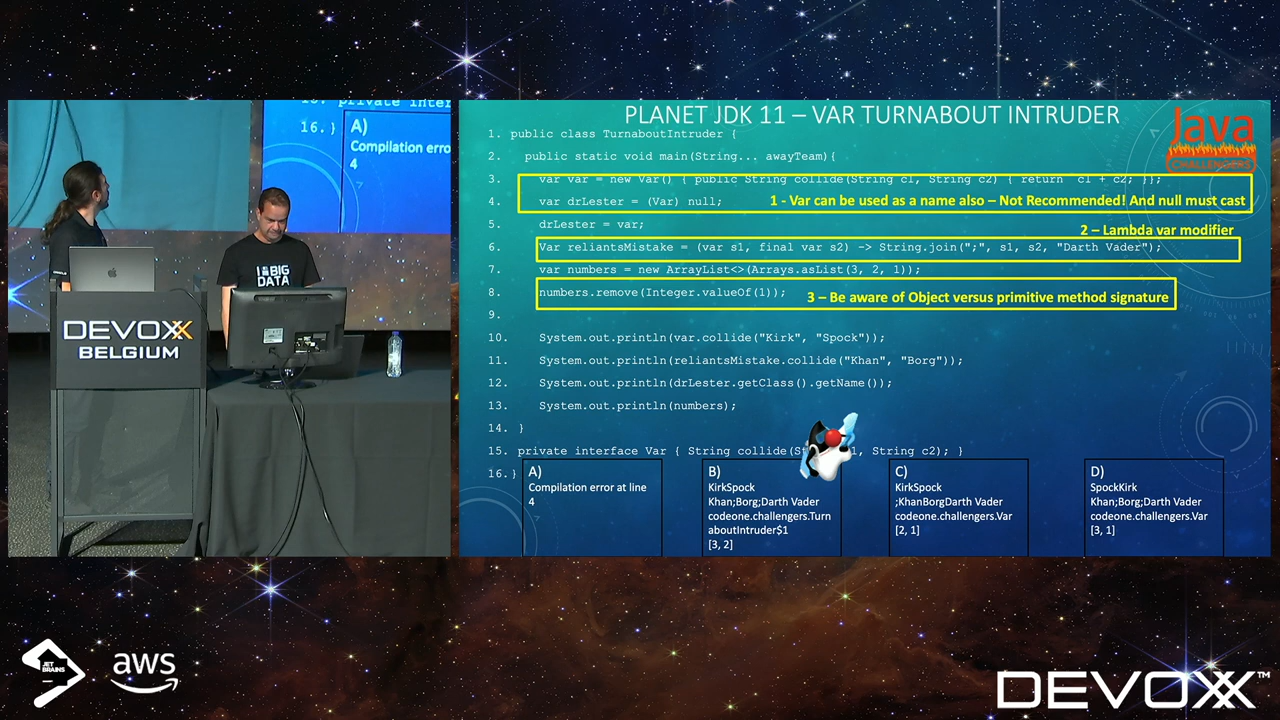 private inter
16.} A)
Compilation erro
4
I BIG
DATA
DEVOXX
BELGIUM
PLANET JDK 11 – VAR TURNABOUT INTRUDER
Java
CHALLENGERS
1. public class TurnaboutIntruder {
2. public static void main(String... awayTeam){
3. var var = new Var() { public String collide(String c1, String c2) { return c1 + c2; }};
4. var drLester = (Var) null; 1 - Var can be used as a name also – Not Recommended! And null must cast
5. drLester = var;
2 – Lambda var modifier
6. Var reliantsMistake = (var s1, final var s2) -> String.join(";", s1, s2, "Darth Vader");
7. var numbers = new ArrayList<>(Arrays.asList(3, 2, 1));
8. numbers.remove(Integer.valueOf(1)); 3 – Be aware of Object versus primitive method signature
9.
10. System.out.println(var.collide("Kirk", "Spock"));
11. System.out.println(reliantsMistake.collide("Khan", "Borg"));
12. System.out.println(drLester.getClass().getName());
13. System.out.println(numbers);
14. }
15. private interface Var { String collide(St 1, String c2); }
16.}
A)
Compilation error at line
4
B)
KirkSpock
Khan;Borg;Darth Vader
codeone.challengers.Turn
aboutIntruder$1
[3, 2]
C)
KirkSpock
;KhanBorgDarth Vader
codeone.challengers.Var
[2, 1]
D)
SpockKirk
Khan;Borg;Darth Vader
codeone.challengers.Var
[3, 1]
JET
BRAINS
aws
DEVOXX™